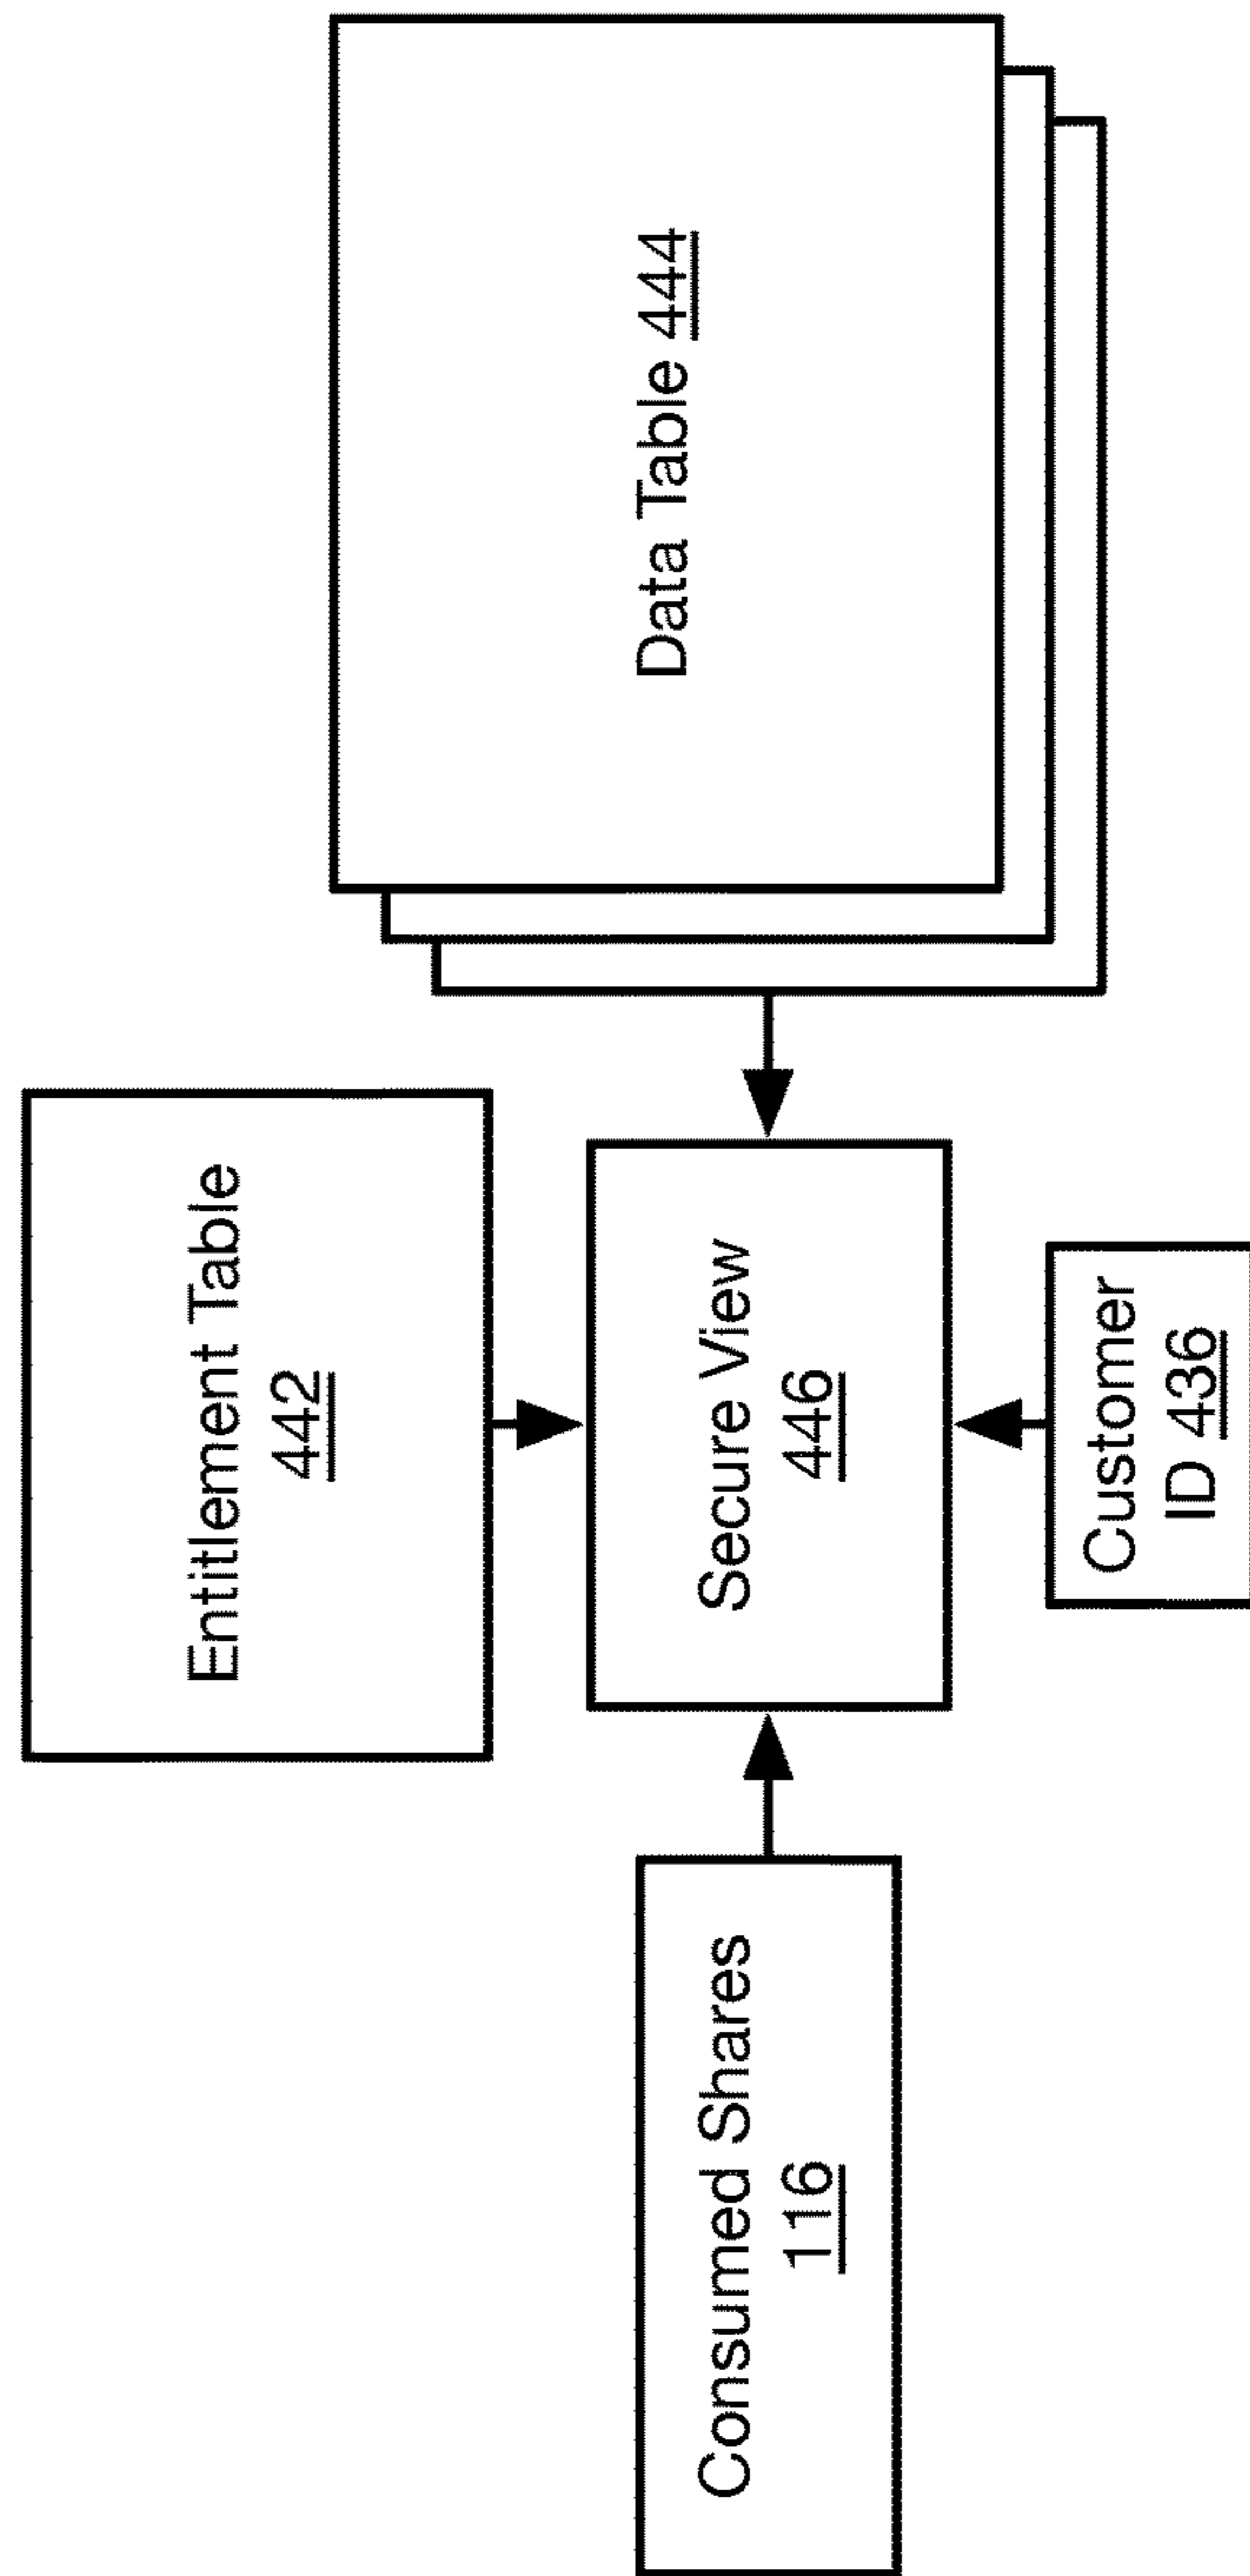 Entitlement Table
442
Consumed Shares
116
Secure View
446
Data Table 444
Customer
ID 436